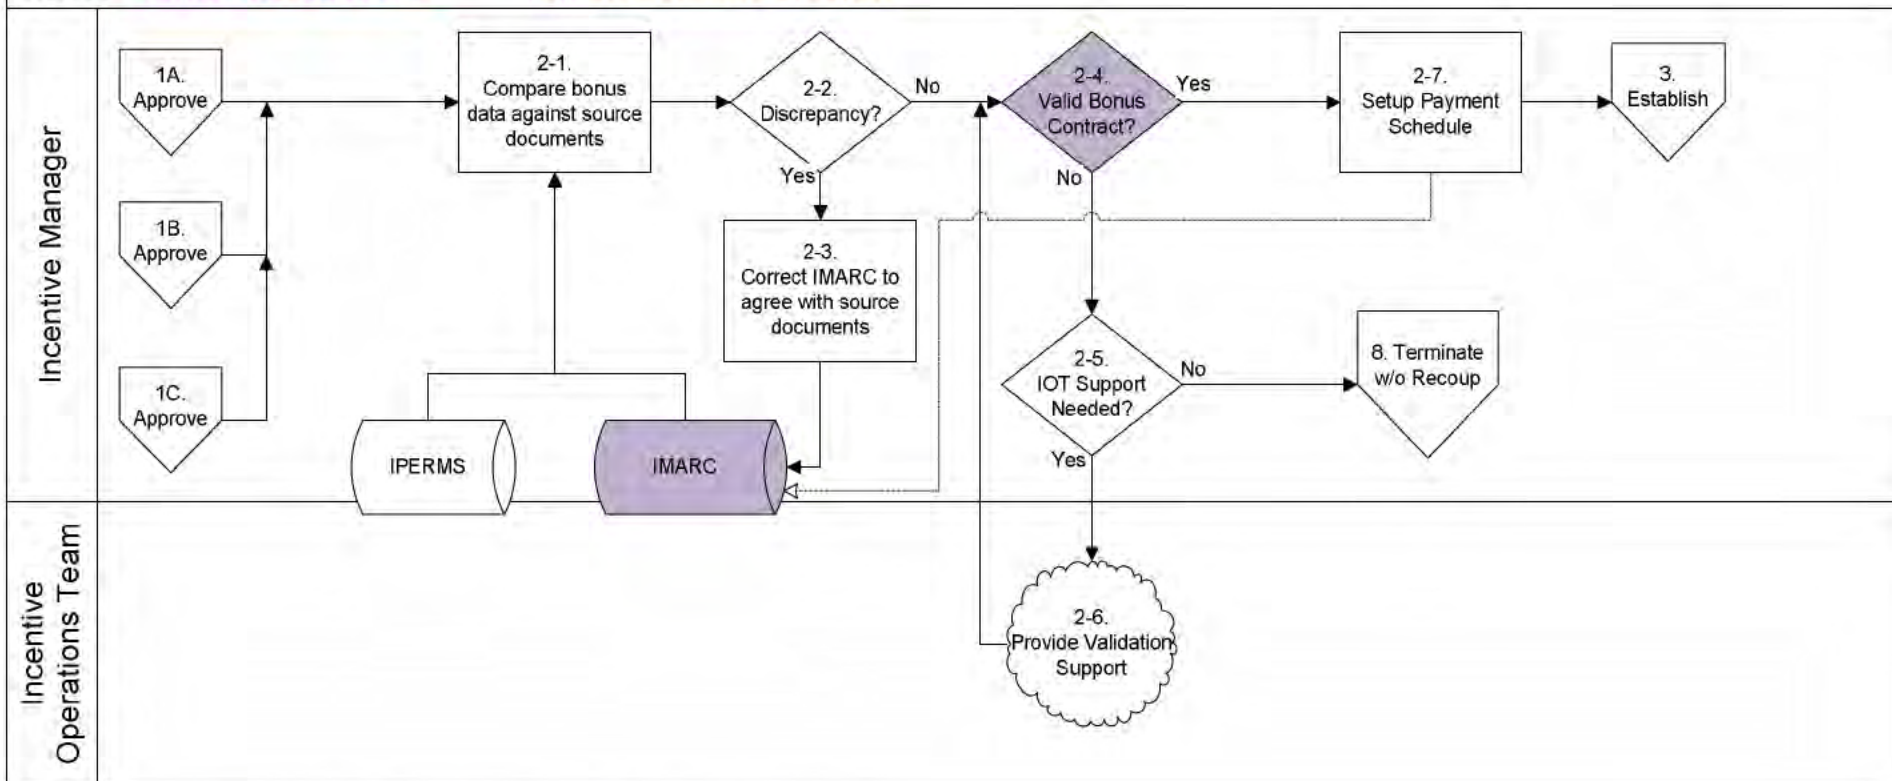 Incentive Manager
1A.
Approve
1B.
Approve
1C.
Approve
2-1.
Compare bonus
data against source
documents
2-2.
Discrepancy?
No
Yes
2-3.
Correct IMARC to
agree with source
documents
IPERMS
IMARC
2-4.
Valid Bonus
Contract?
Yes
No
2-5.
IOT Support
Needed?
No
Yes
2-7.
Setup Payment
Schedule
3.
Establish
8. Terminate
w/o Recoup
Incentive
Operations Team
2-6.
Provide Validation
Support